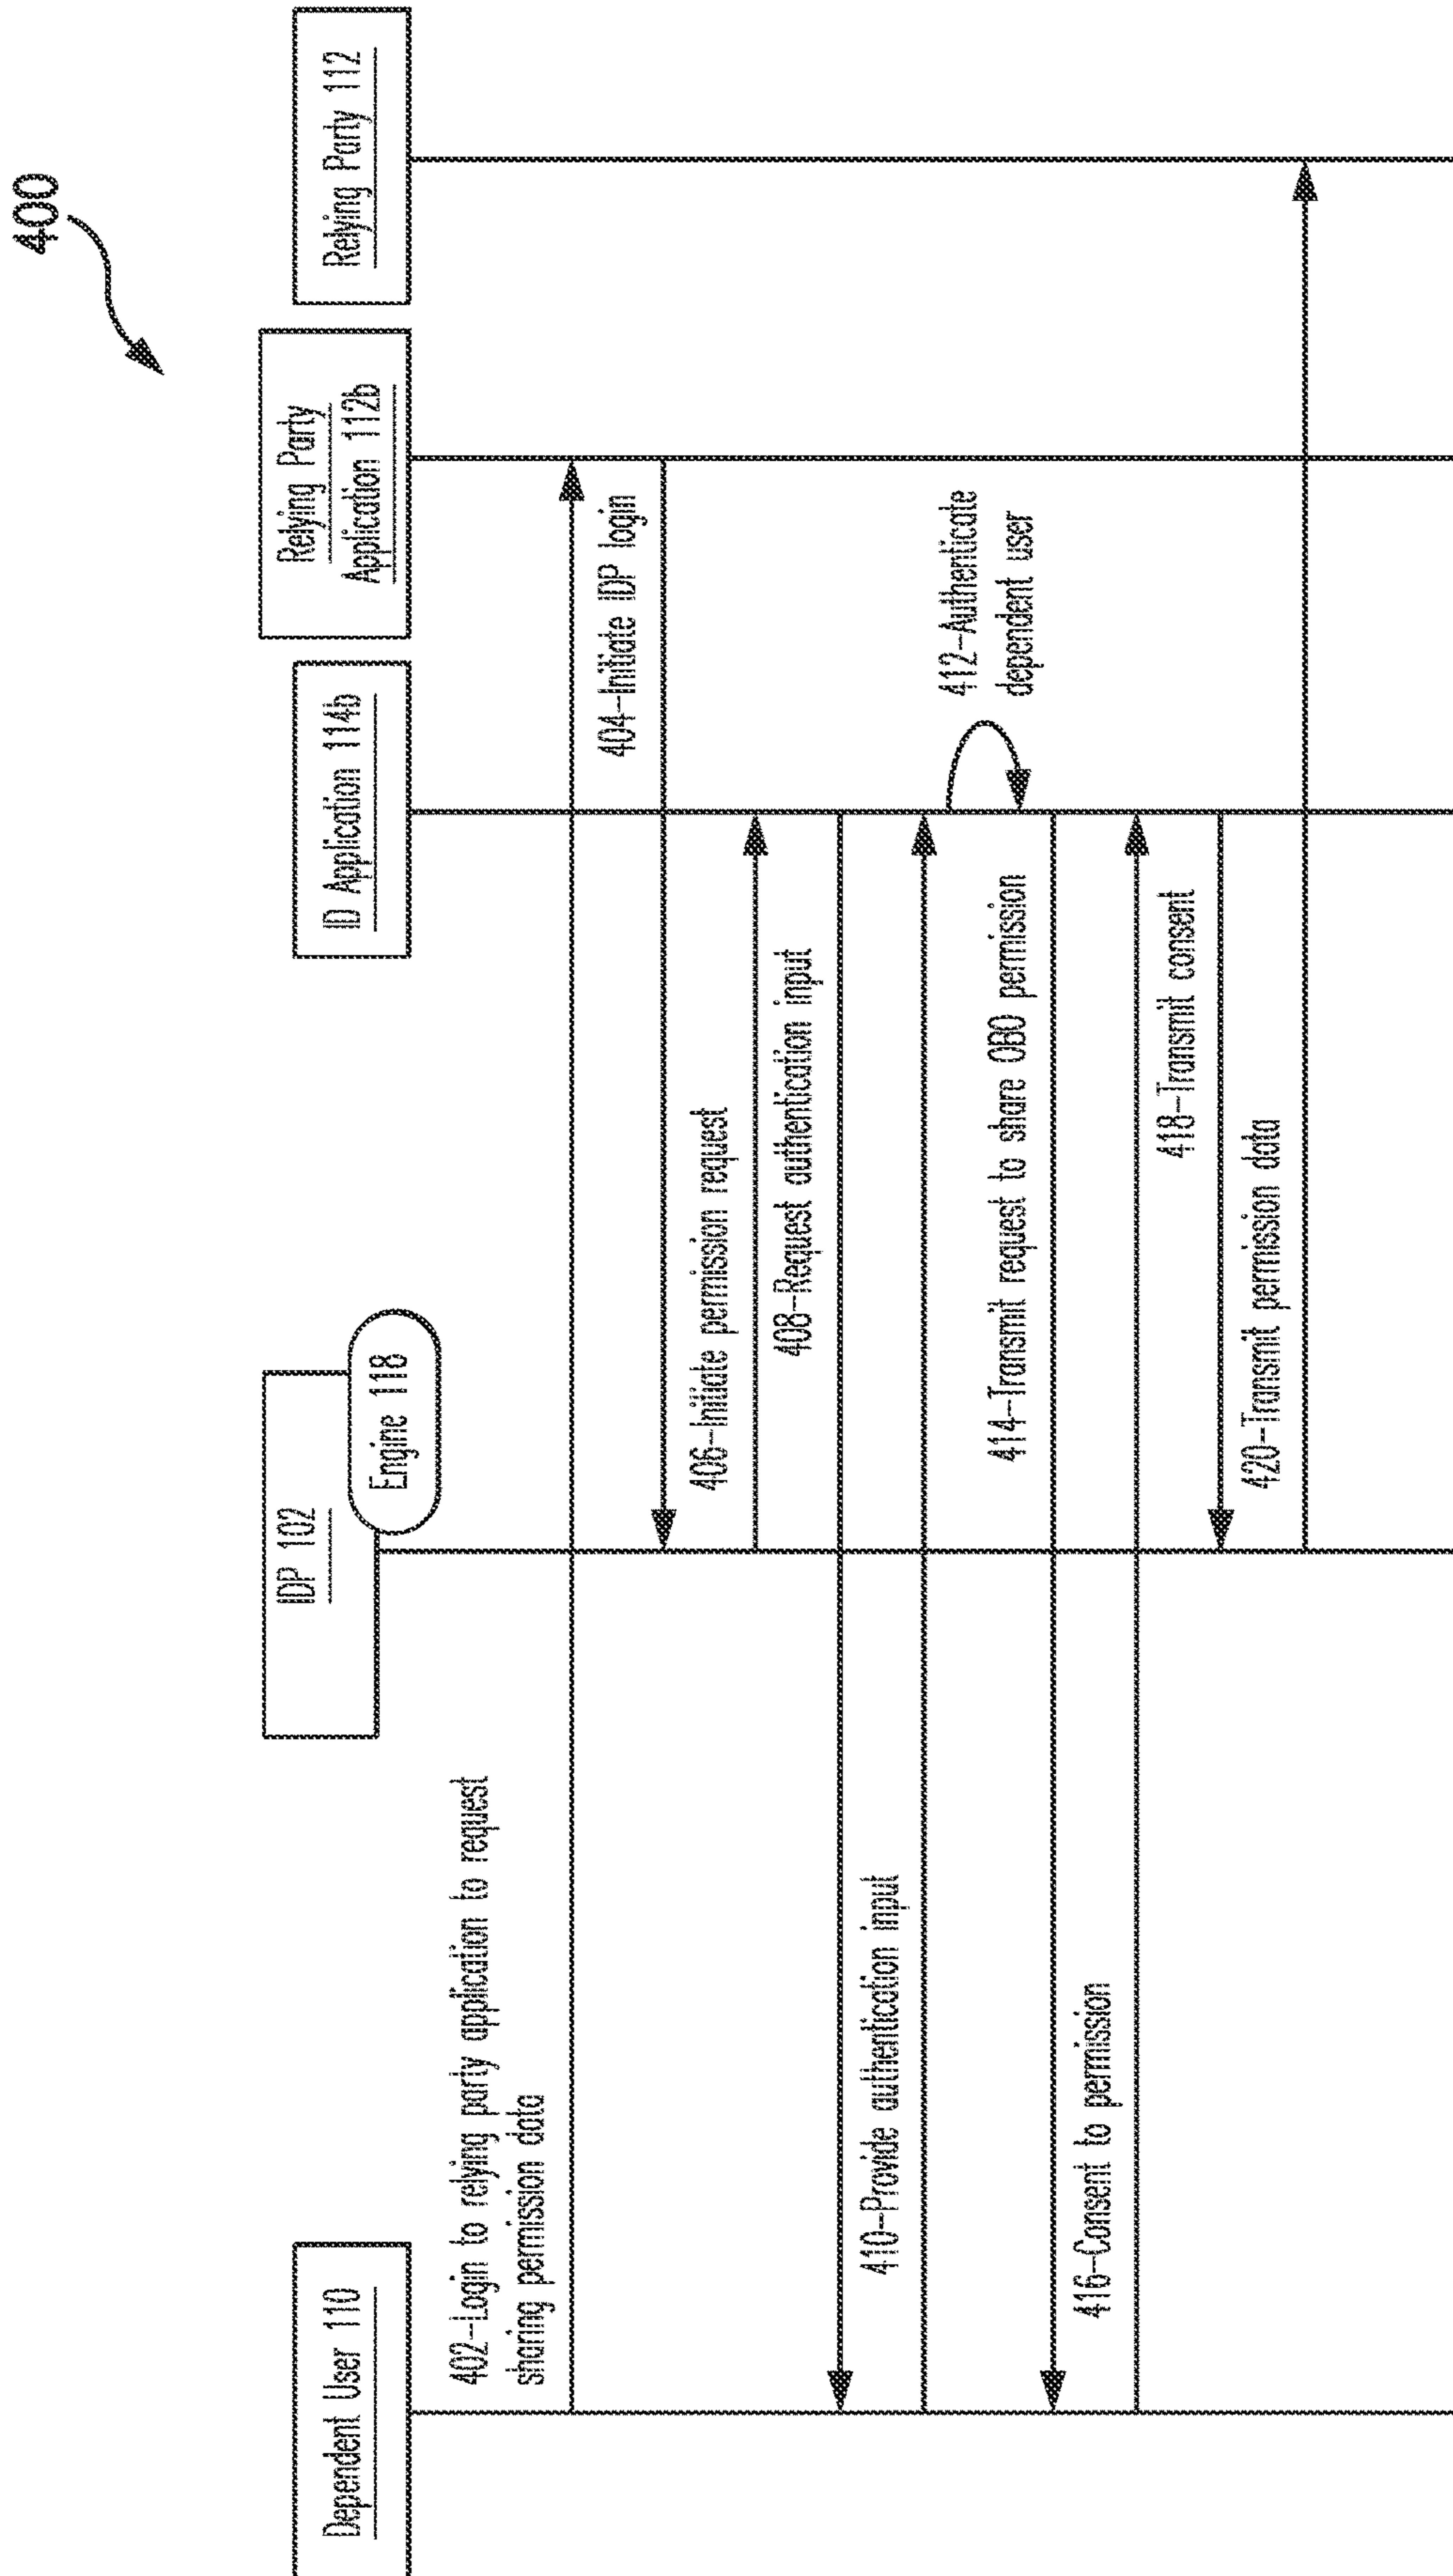 400
Dependent User 110
IDP 102
Engine 118
ID Application 114b
Relying Party
Application 112b
Relying Party 112
402–Login to relying party application to request
sharing permission data
404–Initiate IDP login
406–Initiate permission request
408–Request authentication input
410–Provide authentication input
412–Authenticate
dependent user
414–Transmit request to share OBO permission
416–Consent to permission
418–Transmit consent
420–Transmit permission data